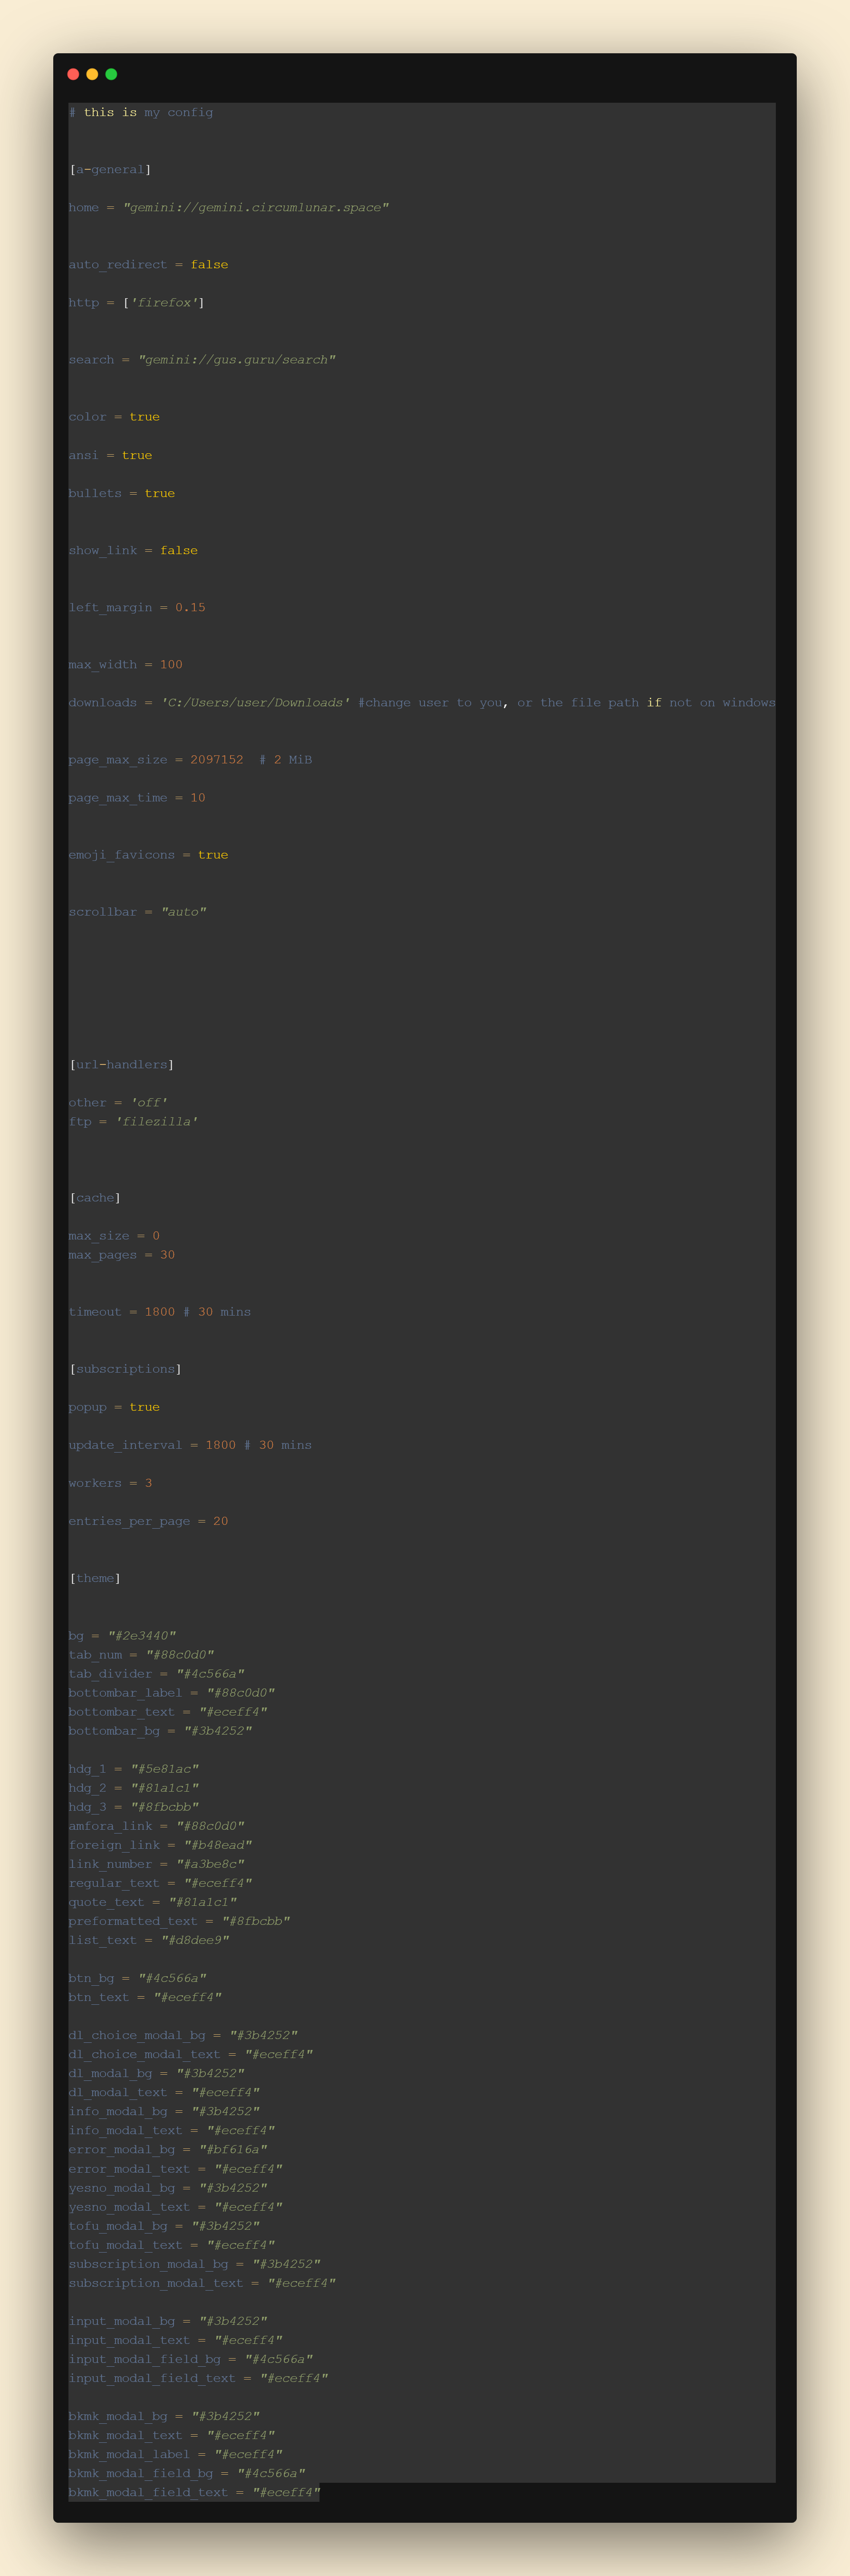 # this is my config
[a-general]
home = "gemini://gemini.circumlunar.space"
auto_redirect = false
http = ['firefox']
search = "gemini://gus.guru/search"
color = true
ansi = true
bullets = true
show_link = false
left_margin = 0.15
max_width = 100
downloads = 'C:/Users/user/Downloads' #change user to you, or the file path if not on windows
page_max_size = 2097152  # 2 MiB
page_max_time = 10
emoji_favicons = true
scrollbar = "auto"
[url-handlers]
other = 'off'
ftp = 'filezilla'
[cache]
max_size = 0
max_pages = 30
timeout = 1800 # 30 mins
[subscriptions]
popup = true
update_interval = 1800 # 30 mins
workers = 3
entries_per_page = 20
[theme]
bg = "#2e3440"
tab_num = "#88c0d0"
tab_divider = "#4c566a"
bottombar_label = "#88c0d0"
bottombar_text = "#eceff4"
bottombar_bg = "#3b4252"
hdg_1 = "#5e81ac"
hdg_2 = "#81a1c1"
hdg_3 = "#8fbcbb"
amfora_link = "#88c0d0"
foreign_link = "#b48ead"
link_number = "#a3be8c"
regular_text = "#eceff4"
quote_text = "#81a1c1"
preformatted_text = "#8fbcbb"
list_text = "#d8dee9"
btn_bg = "#4c566a"
btn_text = "#eceff4"
dl_choice_modal_bg = "#3b4252"
dl_choice_modal_text = "#eceff4"
dl_modal_bg = "#3b4252"
dl_modal_text = "#eceff4"
info_modal_bg = "#3b4252"
info_modal_text = "#eceff4"
error_modal_bg = "#bf616a"
error_modal_text = "#eceff4"
yesno_modal_bg = "#3b4252"
yesno_modal_text = "#eceff4"
tofu_modal_bg = "#3b4252"
tofu_modal_text = "#eceff4"
subscription_modal_bg = "#3b4252"
subscription_modal_text = "#eceff4"
input_modal_bg = "#3b4252"
input_modal_text = "#eceff4"
input_modal_field_bg = "#4c566a"
input_modal_field_text = "#eceff4"
bkmk_modal_bg = "#3b4252"
bkmk_modal_text = "#eceff4"
bkmk_modal_label = "#eceff4"
bkmk_modal_field_bg = "#4c566a"
bkmk_modal_field_text = "#eceff4"